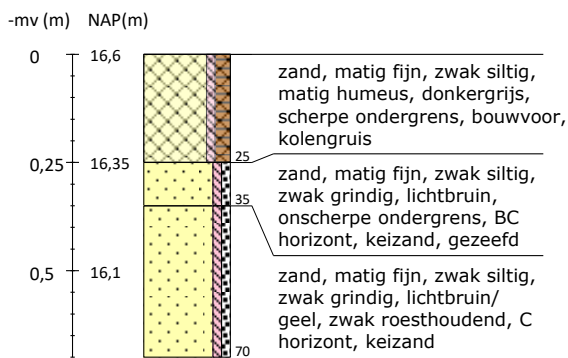 -mv (m) NAP(m)
0 16,6
zand, matig fijn, zwak siltig,
matig humeus, donkergrijs,
scherpe ondergrens, bouwvoor,
kolengruis
25
0,25 16,35
zand, matig fijn, zwak siltig,
zwak grindig, lichtbruin,
onscherpe ondergrens, BC
horizont, keizand, gezeefd
35
0,5 16,1
zand, matig fijn, zwak siltig,
zwak grindig, lichtbruin/
geel, zwak roesthoudend, C
horizont, keizand
70